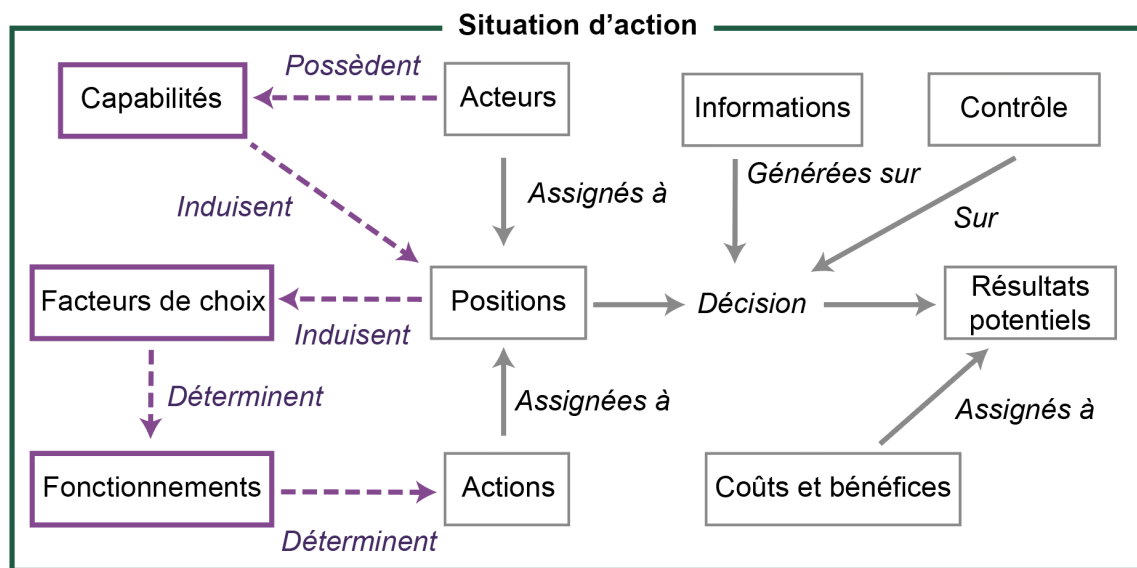 Situation d’action
Possèdent
Capabilités
Acteurs
Informations
Contrôle
Générées sur
Induisent
Assignés à
Sur
Facteurs de choix
Positions
Décision
Résultats
potentiels
Induisent
Déterminent
Assignées à
Assignés à
Fonctionnements
Actions
Coûts et bénéfices
Déterminent